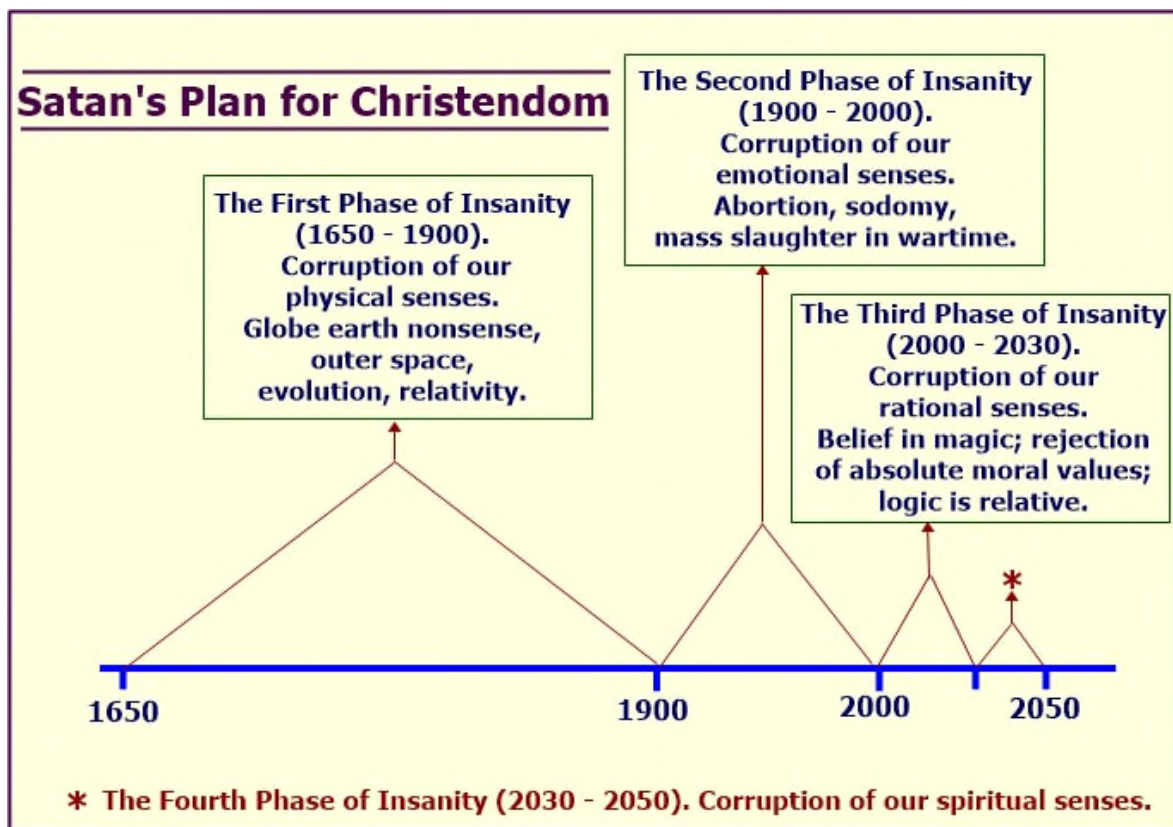 Satan's Plan for Christendom
The First Phase of Insanity
(1650 - 1900).
Corruption of our
physical senses.
Globe earth nonsense,
outer space,
evolution, relativity.
The Second Phase of Insanity
(1900 - 2000).
Corruption of our
emotional senses.
Abortion, sodomy,
mass slaughter in wartime.
The Third Phase of Insanity
(2000 - 2030).
Corruption of our
rational senses.
Belief in magic; rejection
of absolute moral values;
logic is relative.
*
1650
1900
2000
2050
* The Fourth Phase of Insanity (2030 - 2050). Corruption of our spiritual senses.